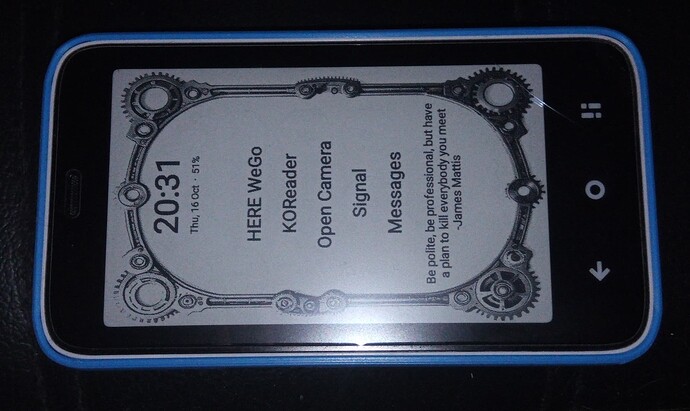 20:31
Thu, 16 Oct · 51%
HERE WeGo
KOReader
Open Camera
Signal
Messages
Be polite, be professional, but have
a plan to kill everybody you meet
-James Mattis